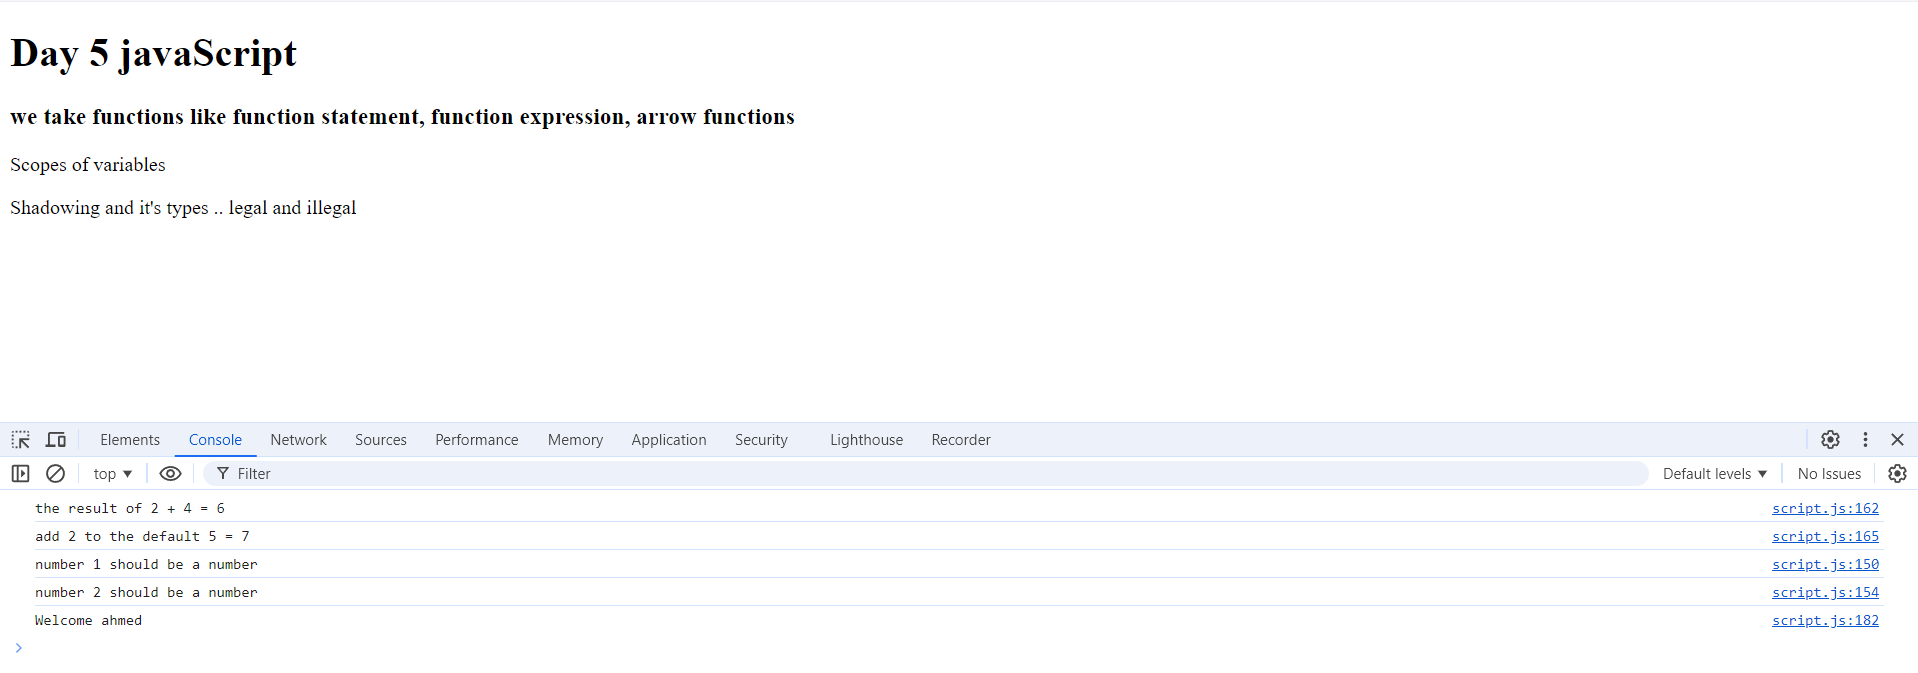 Day 5 javaScript
we take functions like function statement, function expression, arrow functions
Scopes of variables
Shadowing and it's types .. legal and illegal
Elements Console Network Sources Performance Memory Application Security Lighthouse Recorder
top Filter Default levels No Issues
the result of 2 + 4 = 6 script.js:162
add 2 to the default 5 = 7 script.js:165
number 1 should be a number script.js:150
number 2 should be a number script.js:154
Welcome ahmed script.js:182